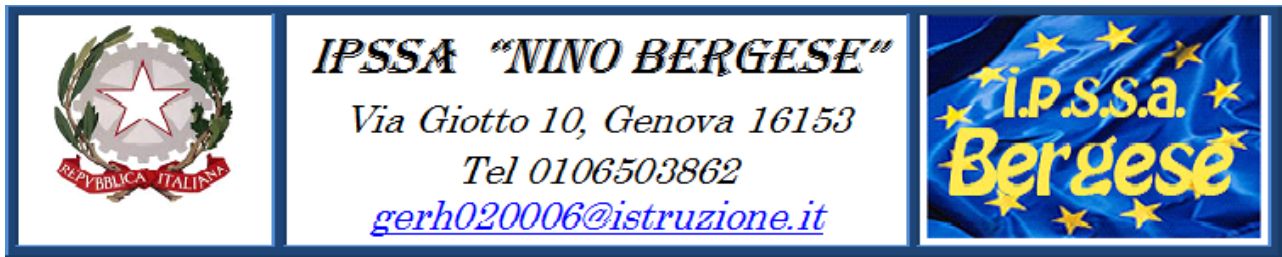 REPVBBLICA ITALIANA
IPSSA “NINO BERGESE”
Via Giotto 10, Genova 16153
Tel 0106503862
gerh020006@istruzione.it
i.p.s.s.a.
Bergese